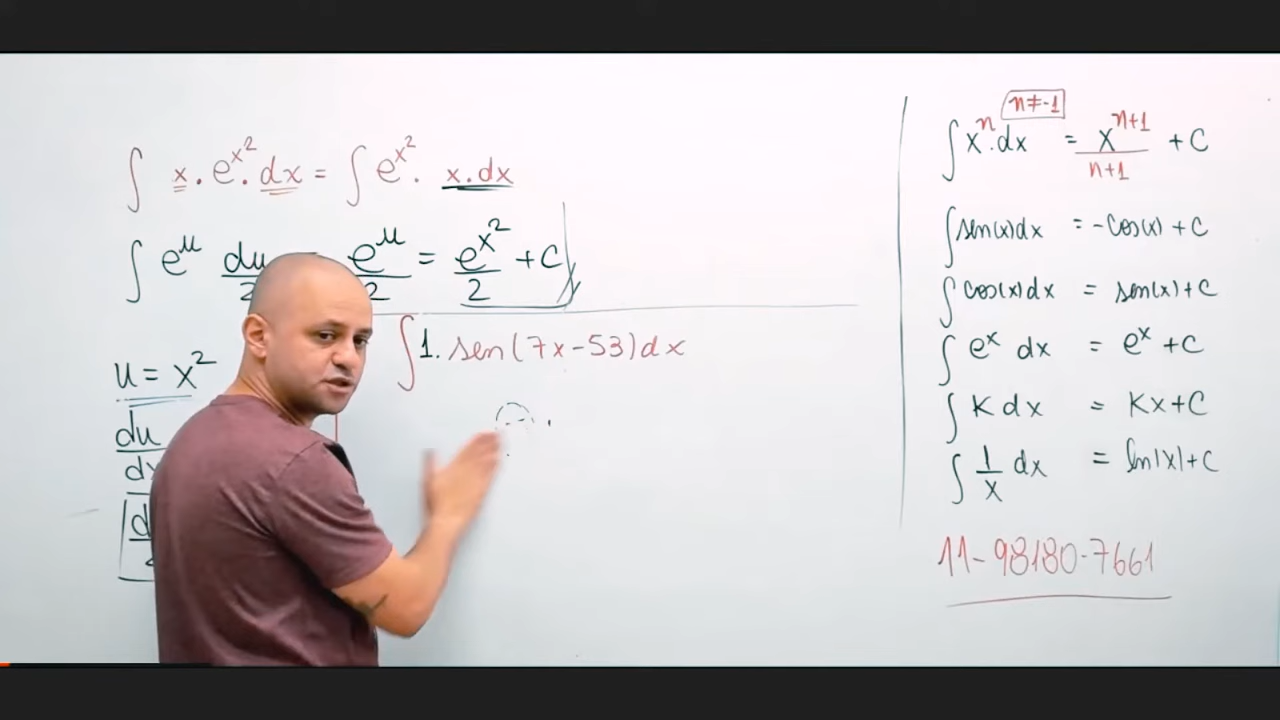 ∫ x . e^x² . dx = ∫ e^x² . x . dx
∫ e^u du e^u/2 = e^x²/2 + C
∫ 1 . sen(7x-53)dx
u = x²
du
n≠-1
∫ x^n . dx = x^n+1/n+1 + C
∫ sen(x)dx = -cos(x) + C
∫ cos(x)dx = sen(x) + C
∫ e^x dx = e^x + C
∫ K dx = Kx + C
∫ 1/x dx = ln|x| + C
11-98180-7661